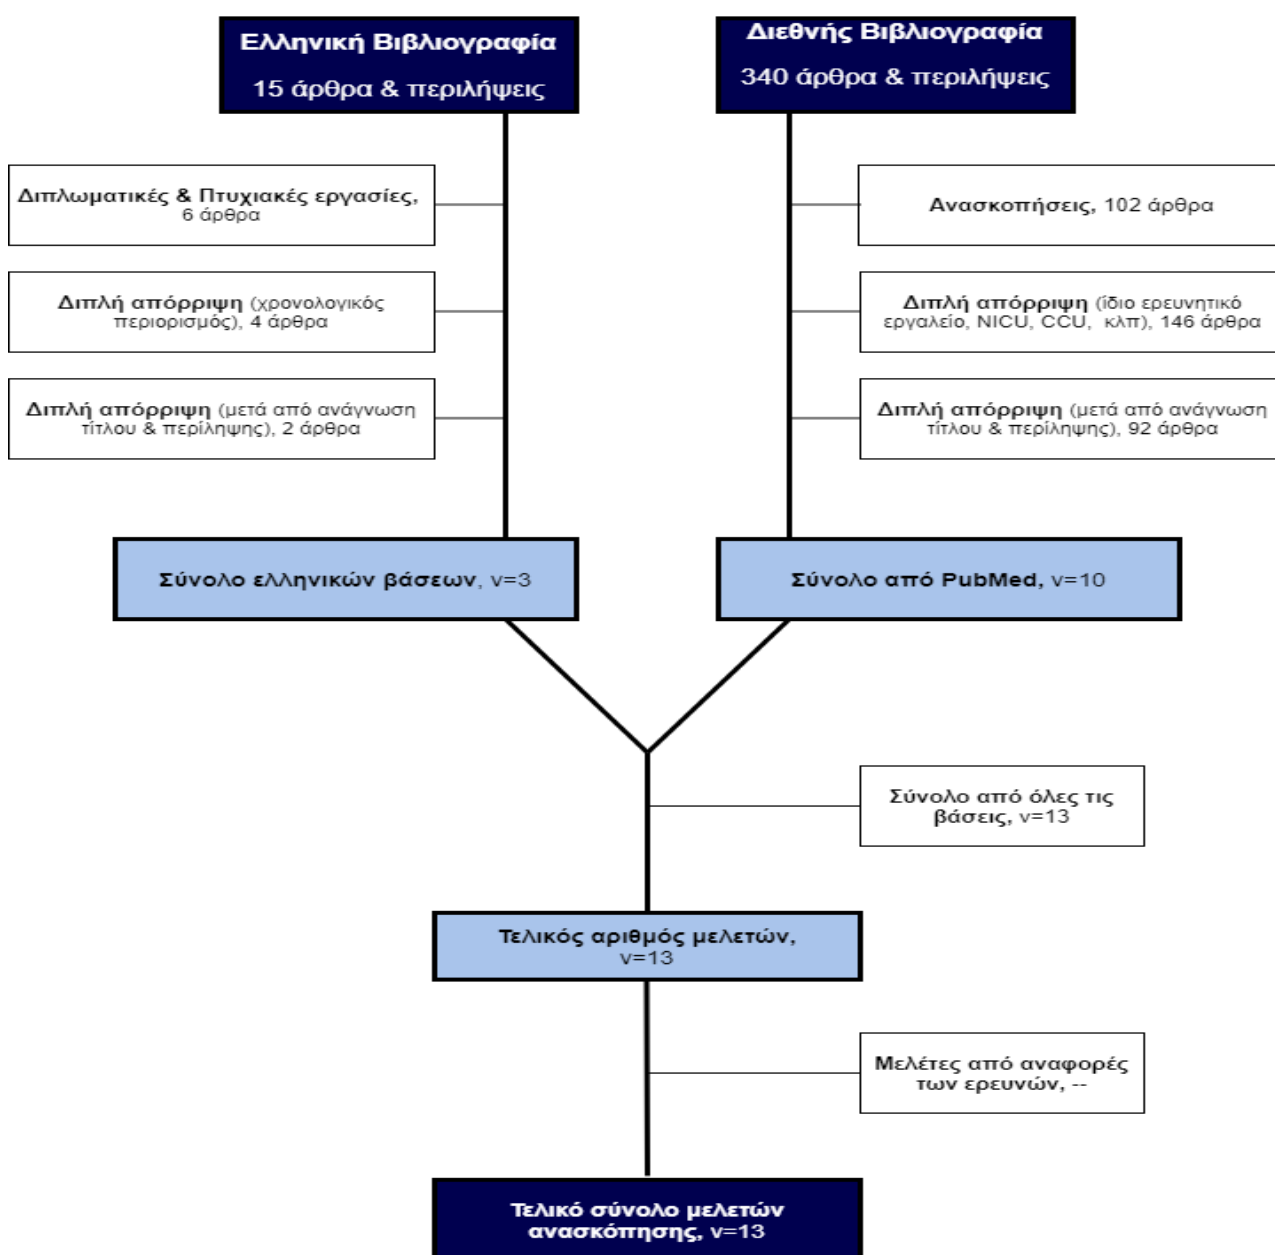 Ελληνική Βιβλιογραφία
15 άρθρα & περιλήψεις
Διεθνής Βιβλιογραφία
340 άρθρα & περιλήψεις
Διπλωματικές & Πτυχιακές εργασίες,
6 άρθρα
Ανασκοπήσεις, 102 άρθρα
Διπλή απόρριψη (χρονολογικός
περιορισμός), 4 άρθρα
Διπλή απόρριψη (ίδιο ερευνητικό
εργαλείο, NICU, CCU, κλπ), 146 άρθρα
Διπλή απόρριψη (μετά από ανάγνωση
τίτλου & περίληψης), 2 άρθρα
Διπλή απόρριψη (μετά από ανάγνωση
τίτλου & περίληψης), 92 άρθρα
Σύνολο ελληνικών βάσεων, ν=3
Σύνολο από PubMed, ν=10
Σύνολο από όλες τις
βάσεις, ν=13
Τελικός αριθμός μελετών,
ν=13
Μελέτες από αναφορές
των ερευνών, --
Τελικό σύνολο μελετών
ανασκόπησης, ν=13